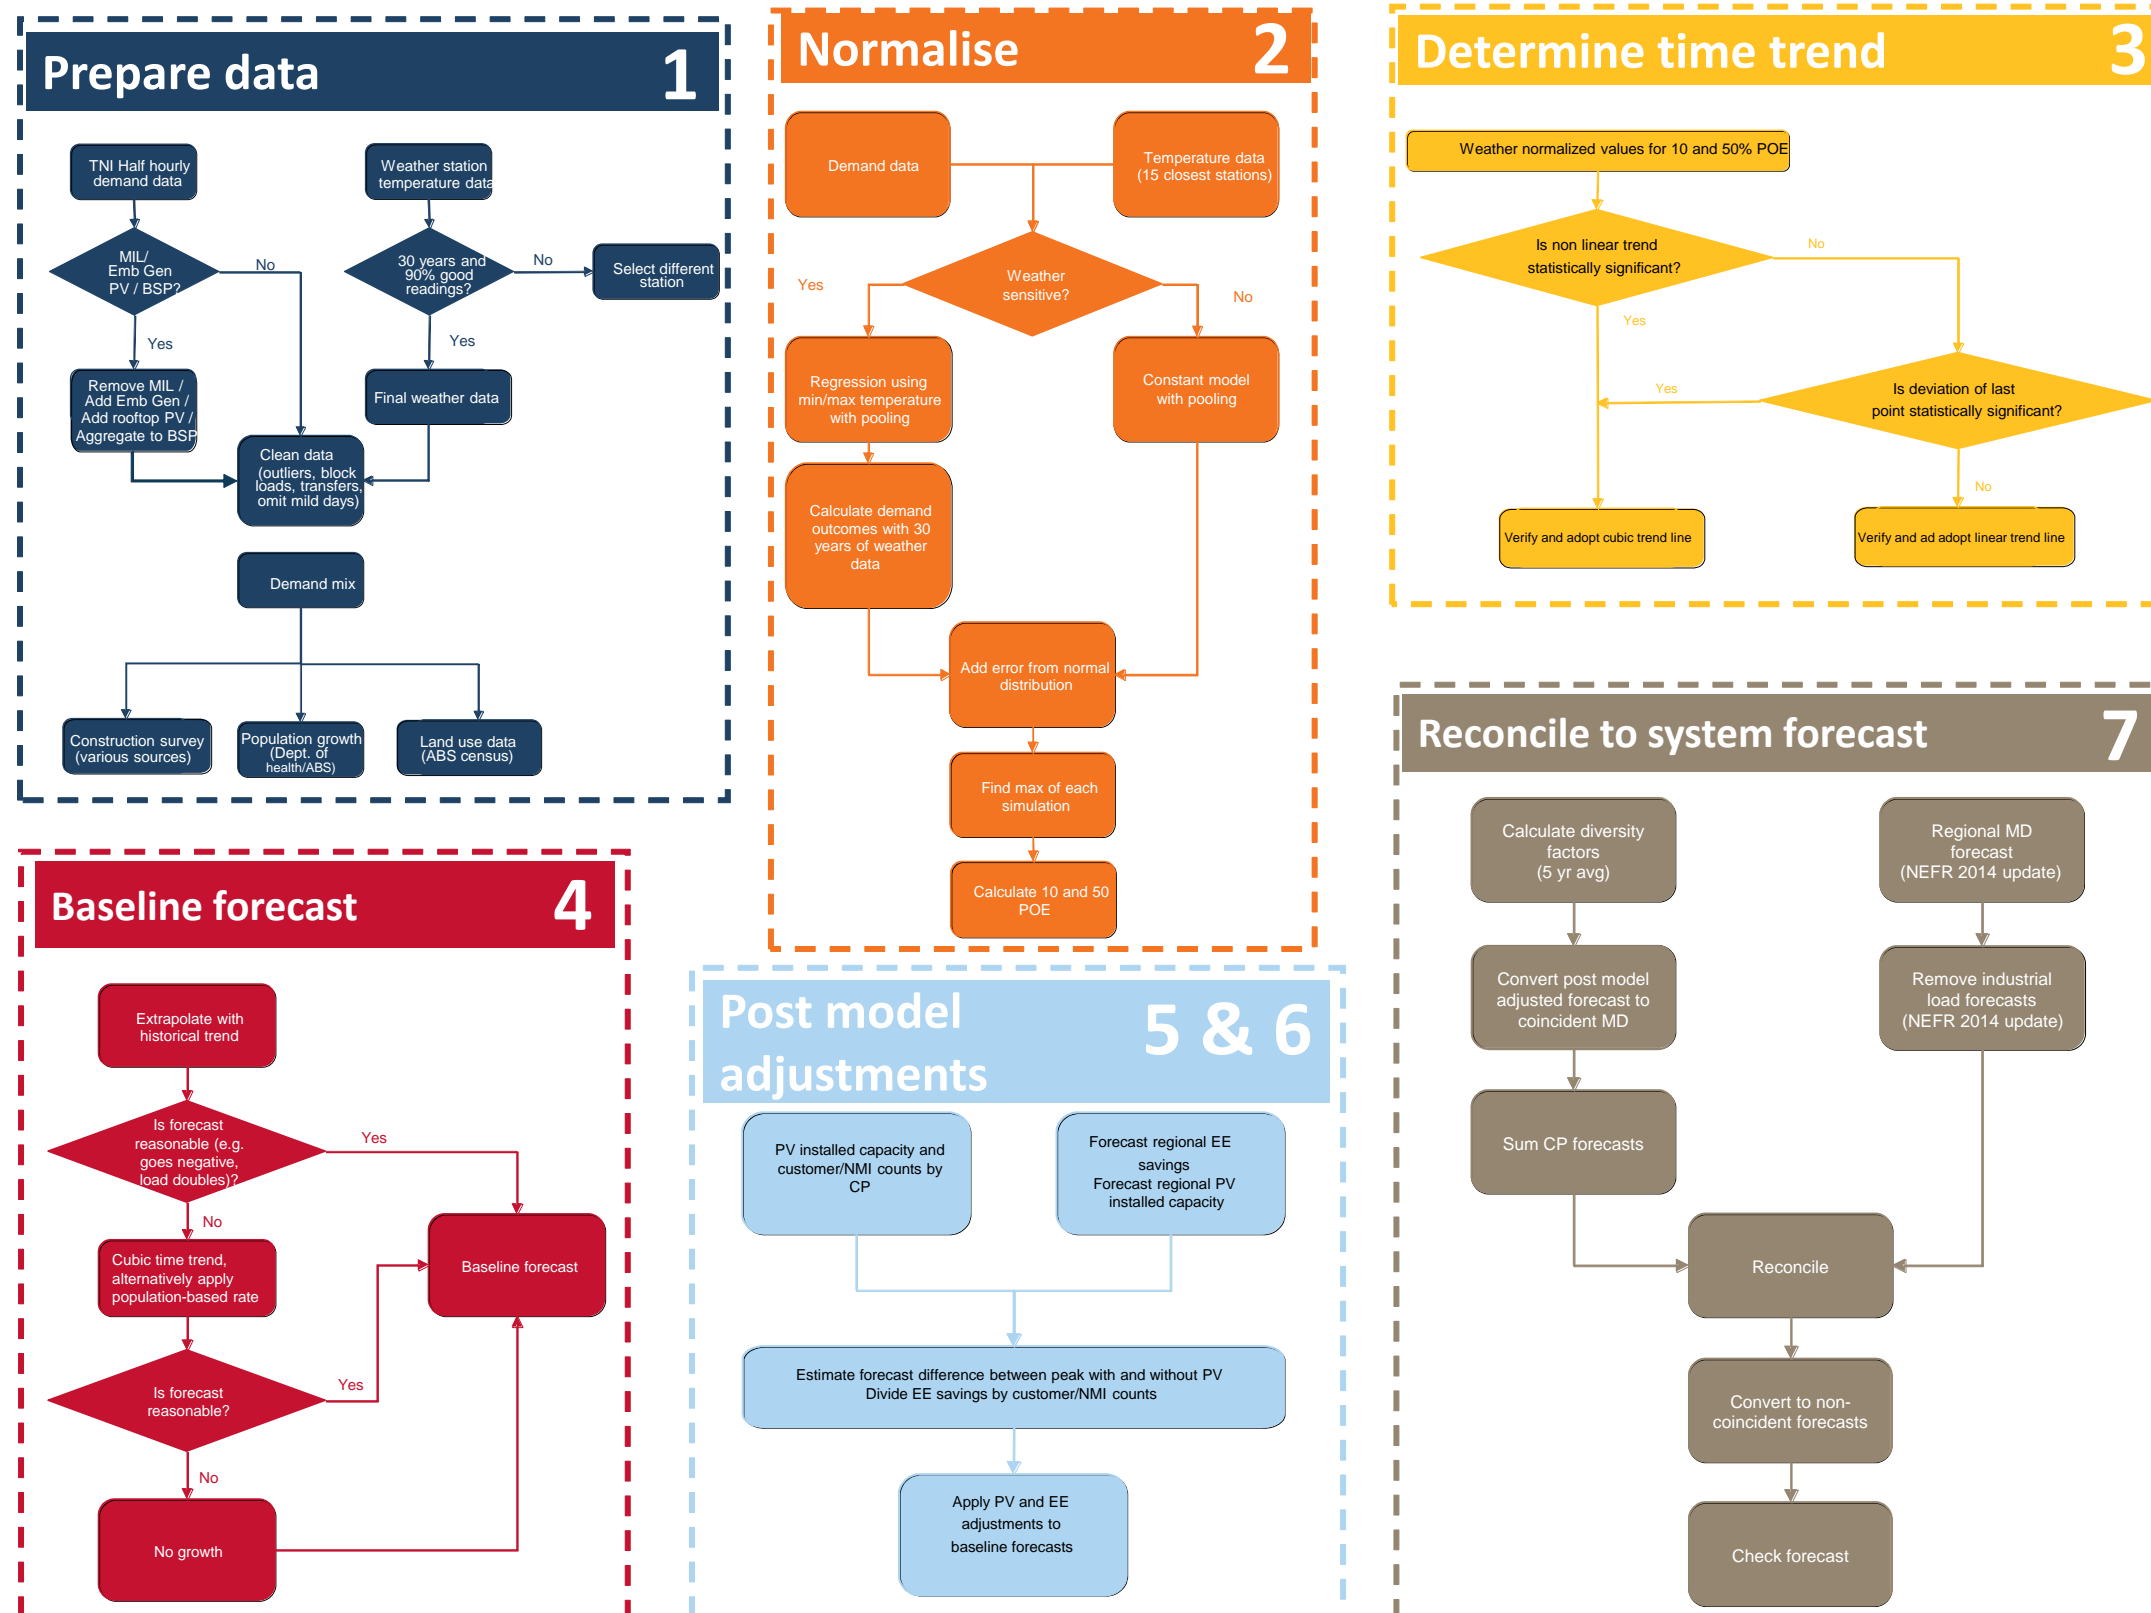 Prepare data 1
TNI Half hourly
demand data
Weather station
temperature data
MIL/
Emb Gen
PV / BSP?
No
30 years and
90% good
readings?
No
Select different
station
Yes
Yes
Remove MIL /
Add Emb Gen /
Add rooftop PV /
Aggregate to BSP
Final weather data
Clean data
(outliers, block
loads, transfers,
omit mild days)
Demand mix
Construction survey
(various sources)
Population growth
(Dept. of
health/ABS)
Land use data
(ABS census)
Normalise 2
Demand data
Temperature data
(15 closest stations)
Weather
sensitive?
Yes
No
Regression using
min/max temperature
with pooling
Constant model
with pooling
Calculate demand
outcomes with 30
years of weather
data
Add error from normal
distribution
Find max of each
simulation
Calculate 10 and 50
POE
Determine time trend 3
Weather normalized values for 10 and 50% POE
Is non linear trend
statistically significant?
No
Yes
Is deviation of last
point statistically significant?
Yes
No
Verify and adopt cubic trend line
Verify and ad adopt linear trend line
Baseline forecast 4
Extrapolate with
historical trend
Is forecast
reasonable (e.g.
goes negative,
load doubles)?
Yes
No
Cubic time trend,
alternatively apply
population-based rate
Baseline forecast
Is forecast
reasonable?
Yes
No
No growth
Post model
adjustments
5 & 6
PV installed capacity and
customer/NMI counts by
CP
Forecast regional EE
savings
Forecast regional PV
installed capacity
Estimate forecast difference between peak with and without PV
Divide EE savings by customer/NMI counts
Apply PV and EE
adjustments to
baseline forecasts
Reconcile to system forecast 7
Calculate diversity
factors
(5 yr avg)
Regional MD
forecast
(NEFR 2014 update)
Convert post model
adjusted forecast to
coincident MD
Remove industrial
load forecasts
(NEFR 2014 update)
Sum CP forecasts
Reconcile
Convert to non-
coincident forecasts
Check forecast